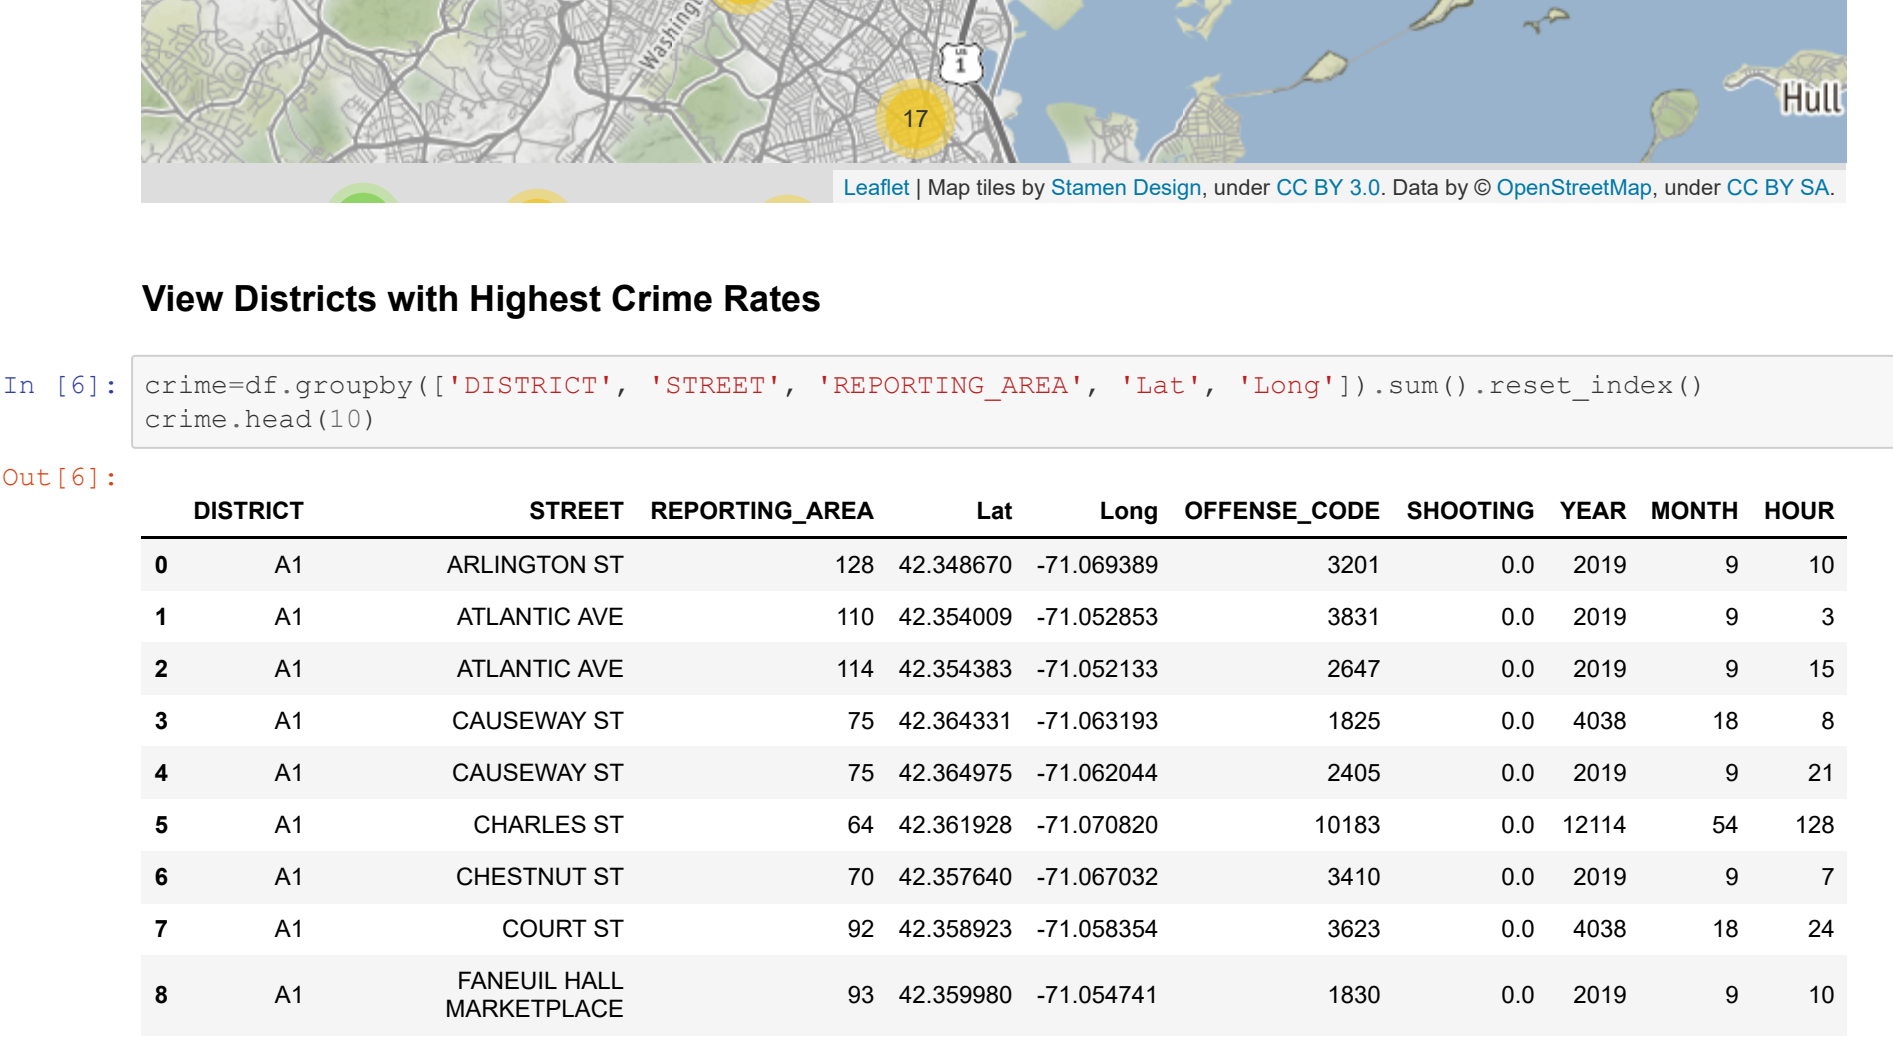 Washing
US
1
17
Hull
Leaflet | Map tiles by Stamen Design, under CC BY 3.0. Data by © OpenStreetMap, under CC BY SA.
View Districts with Highest Crime Rates
In [6]: crime=df.groupby(['DISTRICT', 'STREET', 'REPORTING_AREA', 'Lat', 'Long']).sum().reset_index()
crime.head(10)
Out[6]:
DISTRICT STREET REPORTING_AREA Lat Long OFFENSE_CODE SHOOTING YEAR MONTH HOUR
0 A1 ARLINGTON ST 128 42.348670 -71.069389 3201 0.0 2019 9 10
1 A1 ATLANTIC AVE 110 42.354009 -71.052853 3831 0.0 2019 9 3
2 A1 ATLANTIC AVE 114 42.354383 -71.052133 2647 0.0 2019 9 15
3 A1 CAUSEWAY ST 75 42.364331 -71.063193 1825 0.0 4038 18 8
4 A1 CAUSEWAY ST 75 42.364975 -71.062044 2405 0.0 2019 9 21
5 A1 CHARLES ST 64 42.361928 -71.070820 10183 0.0 12114 54 128
6 A1 CHESTNUT ST 70 42.357640 -71.067032 3410 0.0 2019 9 7
7 A1 COURT ST 92 42.358923 -71.058354 3623 0.0 4038 18 24
8 A1 FANEUIL HALL
MARKETPLACE 93 42.359980 -71.054741 1830 0.0 2019 9 10